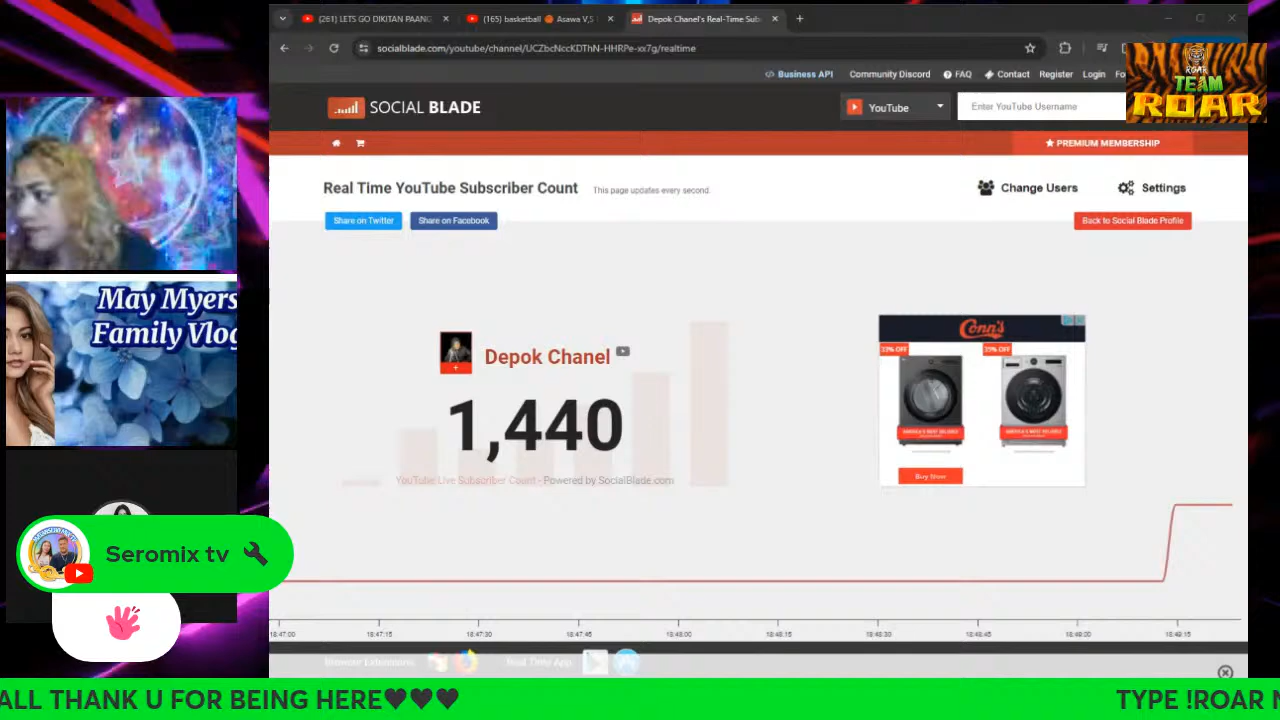 (261) LETS GO DIKITAN PAANG
(165) basketball 🏀 Asawa V,S
Depok Chanel's Real-Time Sub
socialblade.com/youtube/channel/UCZbcNccKDThN-HHRPe-xx7g/realtime
Business API
Community Discord
FAQ
Contact
Register
Login
ROAR
TEAM
ROAR
SOCIAL BLADE
YouTube
Enter YouTube Username
PREMIUM MEMBERSHIP
Real Time YouTube Subscriber Count
This page updates every second.
Change Users
Settings
Share on Twitter
Share on Facebook
Back to Social Blade Profile
May Myers
Family Vlog
Conn's
33% OFF
Depok Chanel
1,440
YouTube Live Subscriber Count - Powered by SocialBlade.com
Buy Now
Seromix tv
18:47:00
18:47:15
18:47:30
18:47:45
18:48:00
18:48:15
18:48:30
18:48:45
18:49:15
Browser Extensions:
Real Time App:
ALL THANK U FOR BEING HERE♥♥♥
TYPE !ROAR